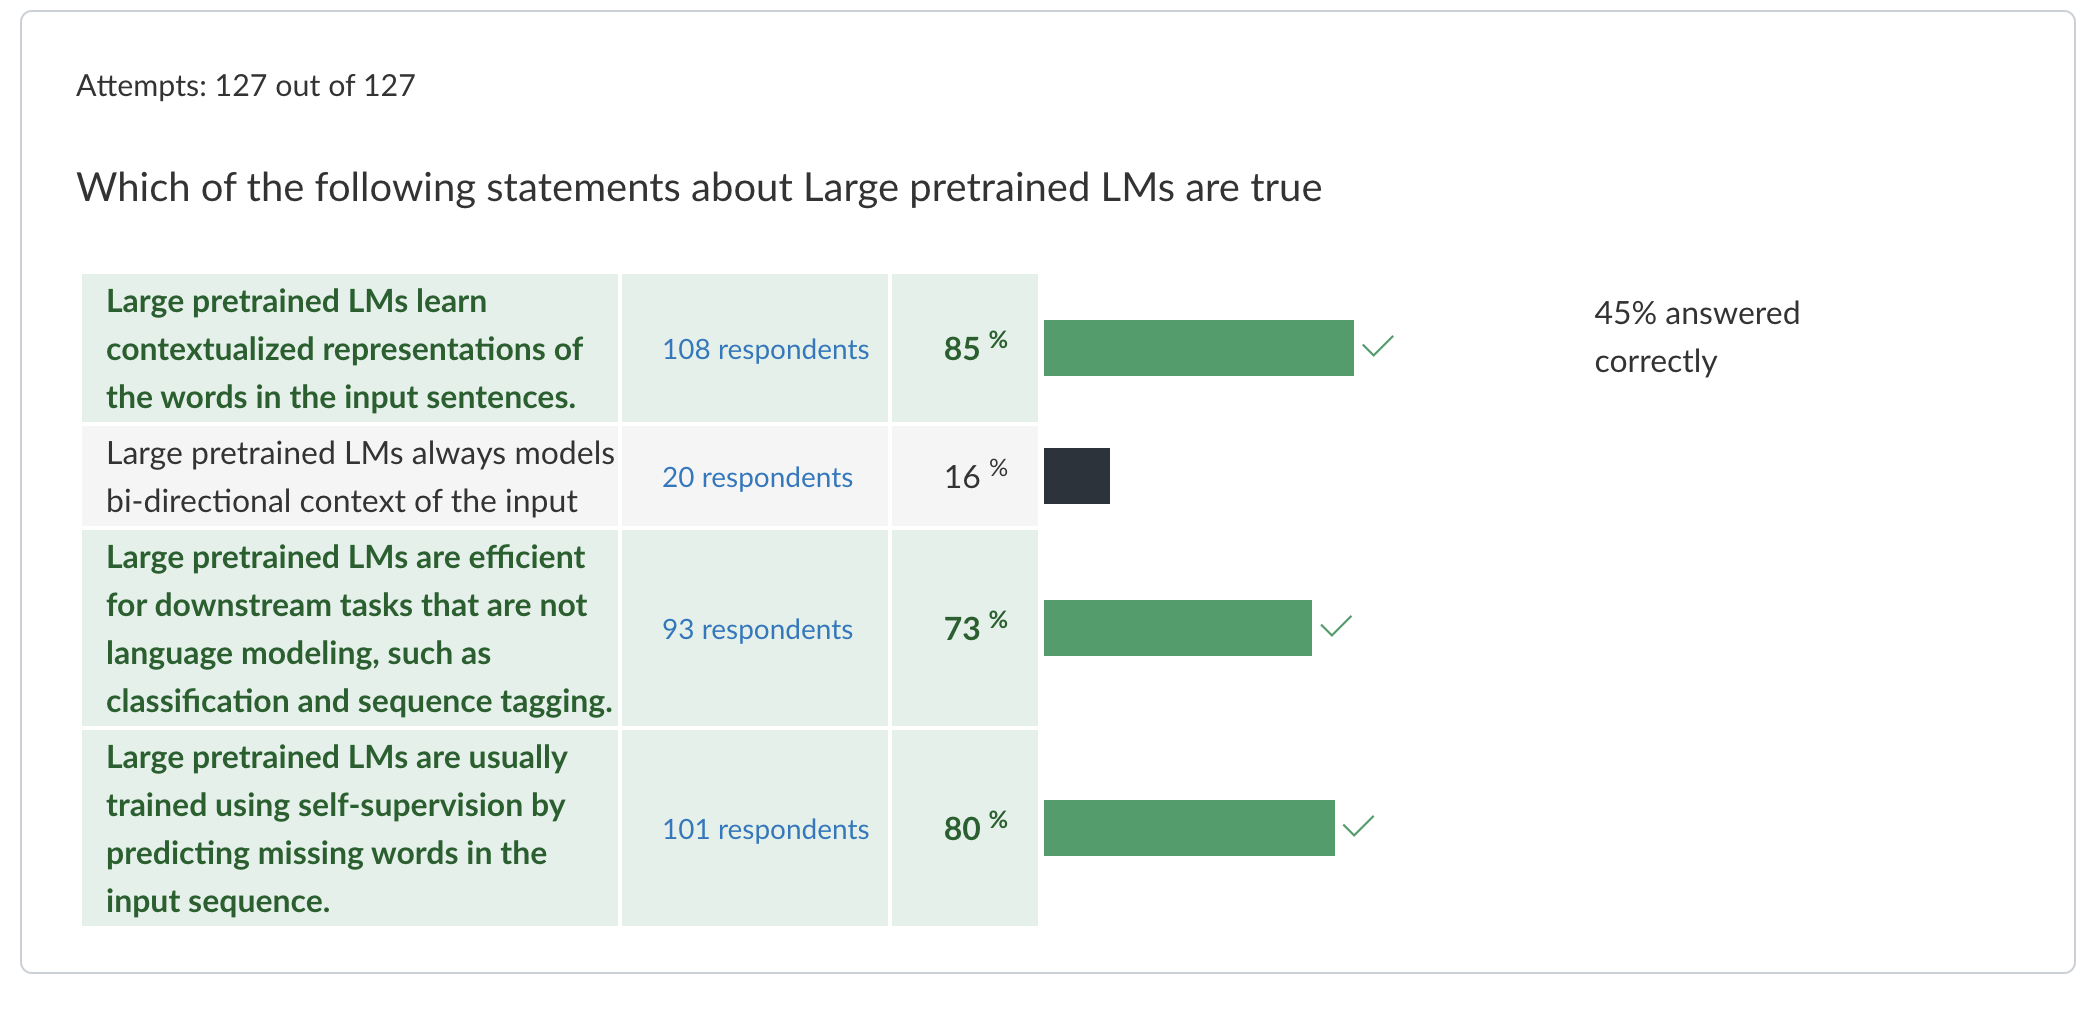 Attempts: 127 out of 127
Which of the following statements about Large pretrained LMs are true
Large pretrained LMs learn
contextualized representations of
the words in the input sentences.
108 respondents
85 %
45% answered
correctly
Large pretrained LMs always models
bi-directional context of the input
20 respondents
16 %
Large pretrained LMs are efficient
for downstream tasks that are not
language modeling, such as
classification and sequence tagging.
93 respondents
73 %
Large pretrained LMs are usually
trained using self-supervision by
predicting missing words in the
input sequence.
101 respondents
80 %